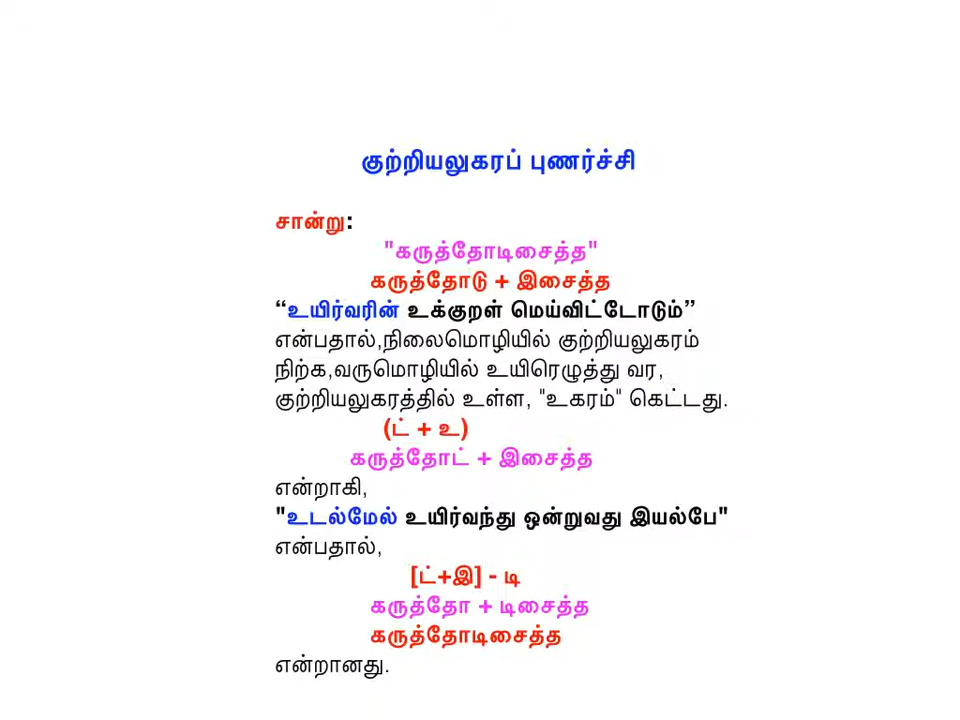 குற்றியலுகரப் புணர்ச்சி
சான்று:
"கருத்தோடிசைத்த"
கருத்தோடு + இசைத்த
“உயிர்வரின் உக்குறள் மெய்விட்டோடும்”
என்பதால்,நிலைமொழியில் குற்றியலுகரம்
நிற்க,வருமொழியில் உயிரெழுத்து வர,
குற்றியலுகரத்தில் உள்ள, "உகரம்" கெட்டது.
(ட் + உ)
கருத்தோட் + இசைத்த
என்றாகி,
"உடல்மேல் உயிர்வந்து ஒன்றுவது இயல்பே"
என்பதால்,
[ட்+இ] - டி
கருத்தோ + டிசைத்த
கருத்தோடிசைத்த
என்றானது.